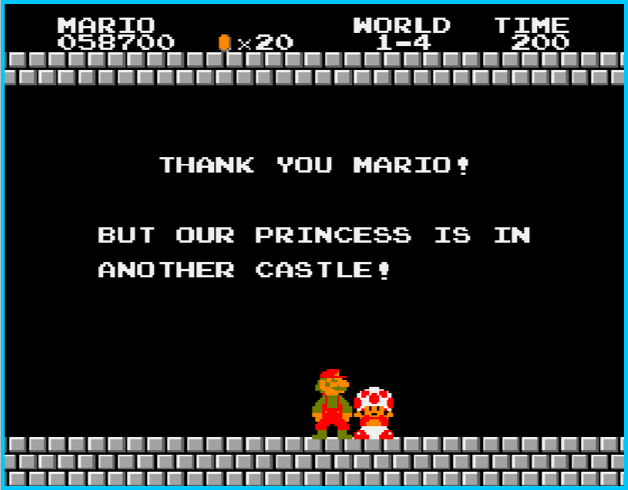 MARIO WORLD TIME
058700 ×20 1-4 200
THANK YOU MARIO!
BUT OUR PRINCESS IS IN
ANOTHER CASTLE!